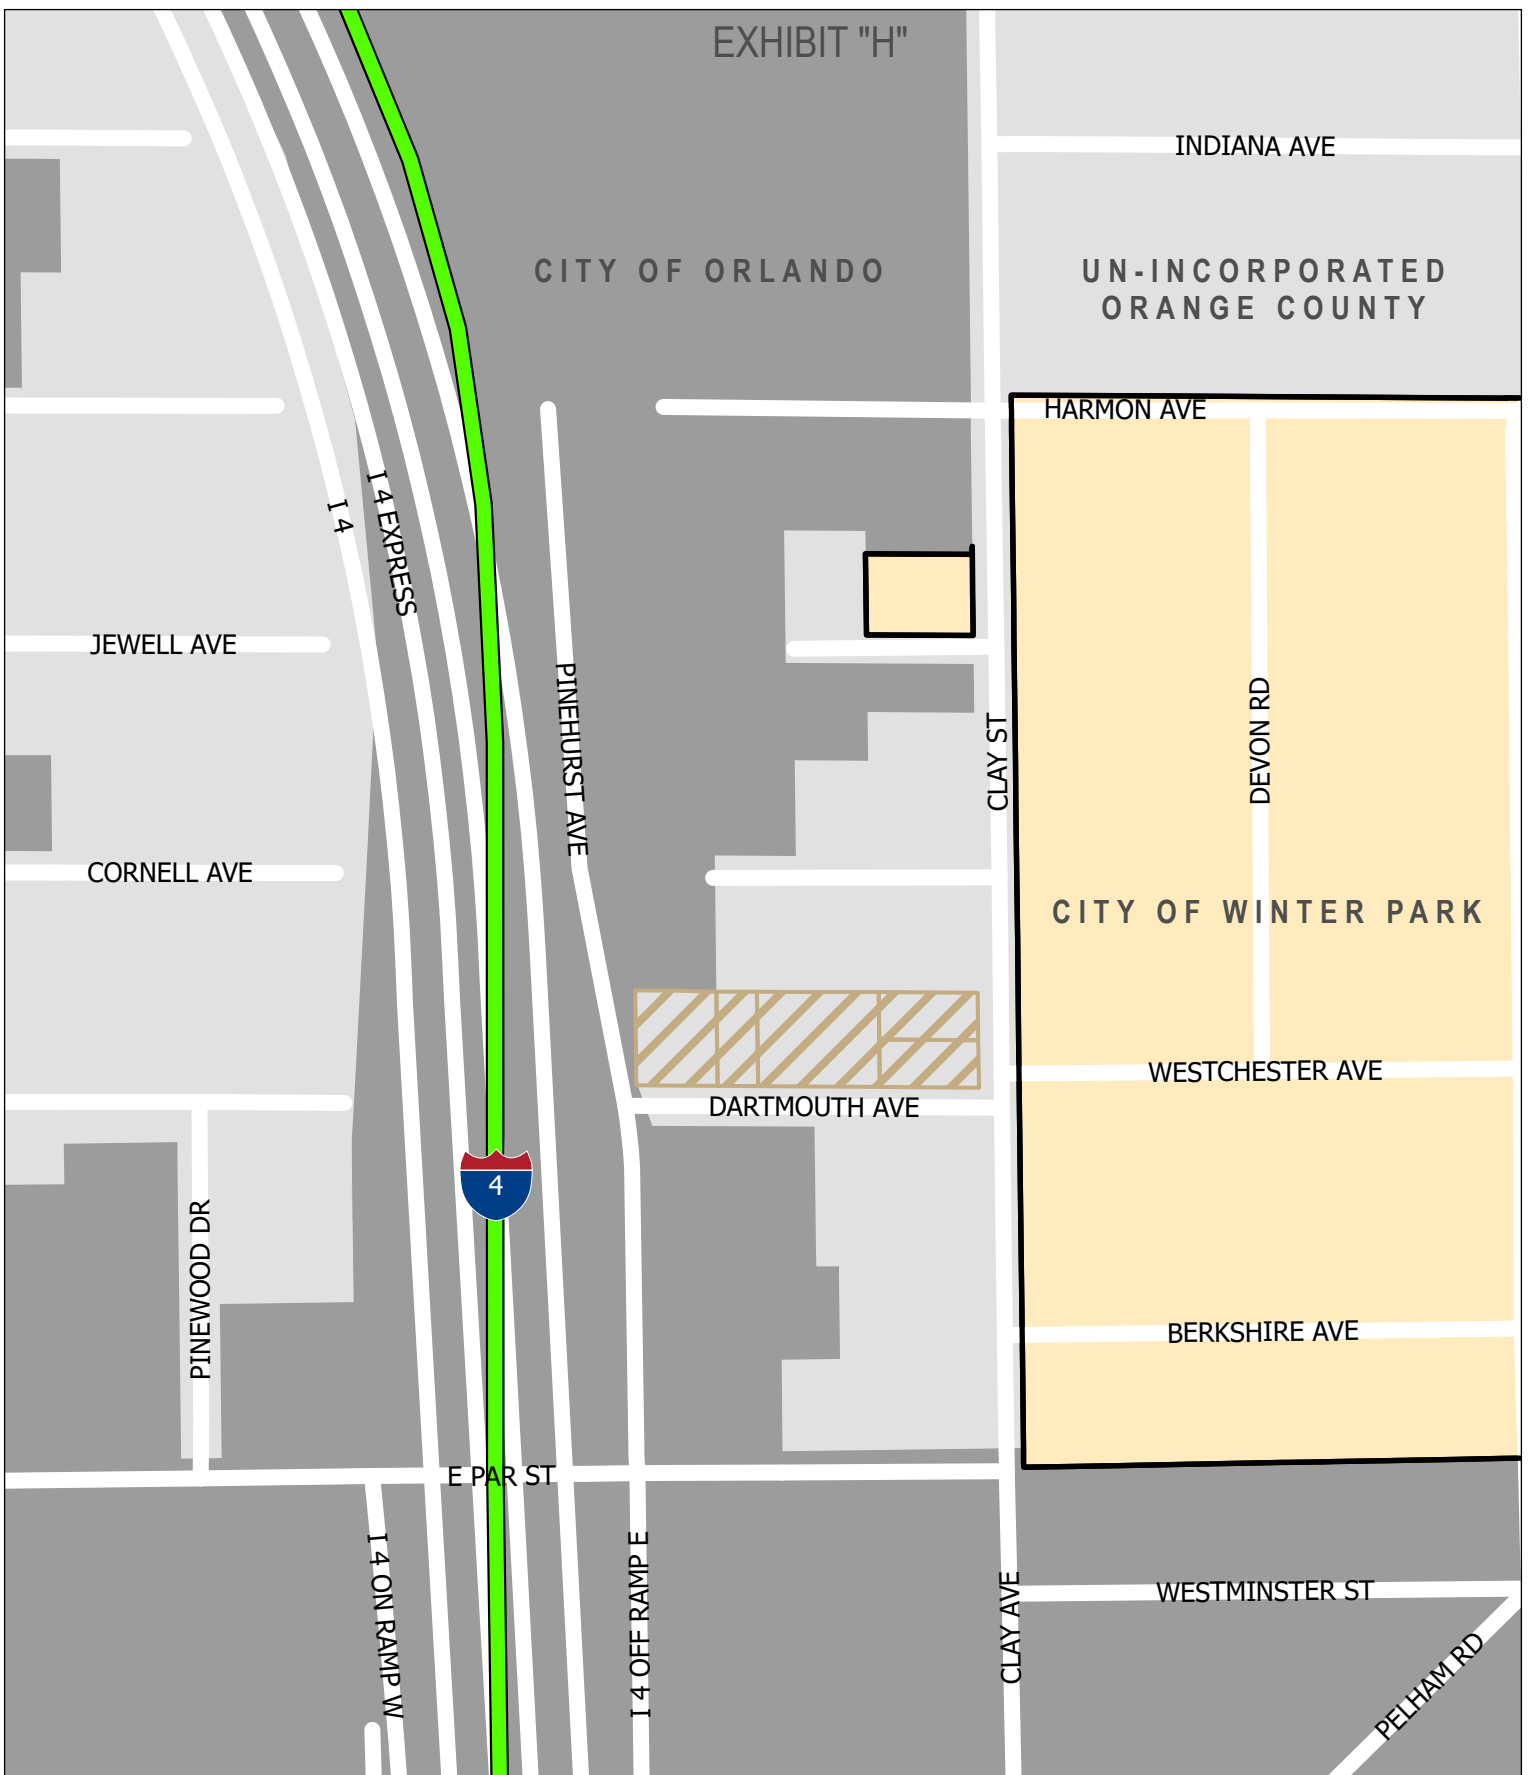 EXHIBIT "H"
INDIANA AVE
CITY OF ORLANDO
UN-INCORPORATED
ORANGE COUNTY
HARMON AVE
I 4
I 4 EXPRESS
JEWELL AVE
PINEHURST AVE
CLAY ST
DEVON RD
CORNELL AVE
CITY OF WINTER PARK
WESTCHESTER AVE
DARTMOUTH AVE
4
PINEWOOD DR
BERKSHIRE AVE
E PAR ST
I 4 ON RAMP W
I 4 OFF RAMP E
CLAY AVE
WESTMINSTER ST
PELHAM RD